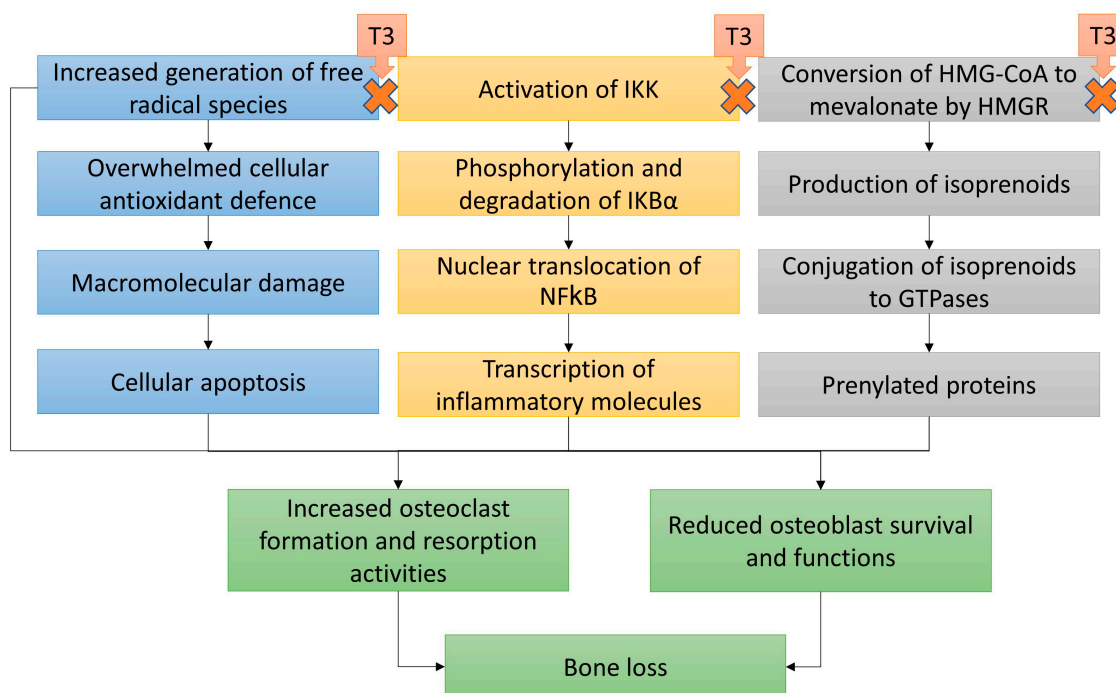 T3
T3
T3
Increased generation of free
radical species
Activation of IKK
Conversion of HMG-CoA to
mevalonate by HMGR
Overwhelmed cellular
antioxidant defence
Phosphorylation and
degradation of IKBα
Production of isoprenoids
Macromolecular damage
Nuclear translocation of
NFkB
Conjugation of isoprenoids
to GTPases
Cellular apoptosis
Transcription of
inflammatory molecules
Prenylated proteins
Increased osteoclast
formation and resorption
activities
Reduced osteoblast survival
and functions
Bone loss